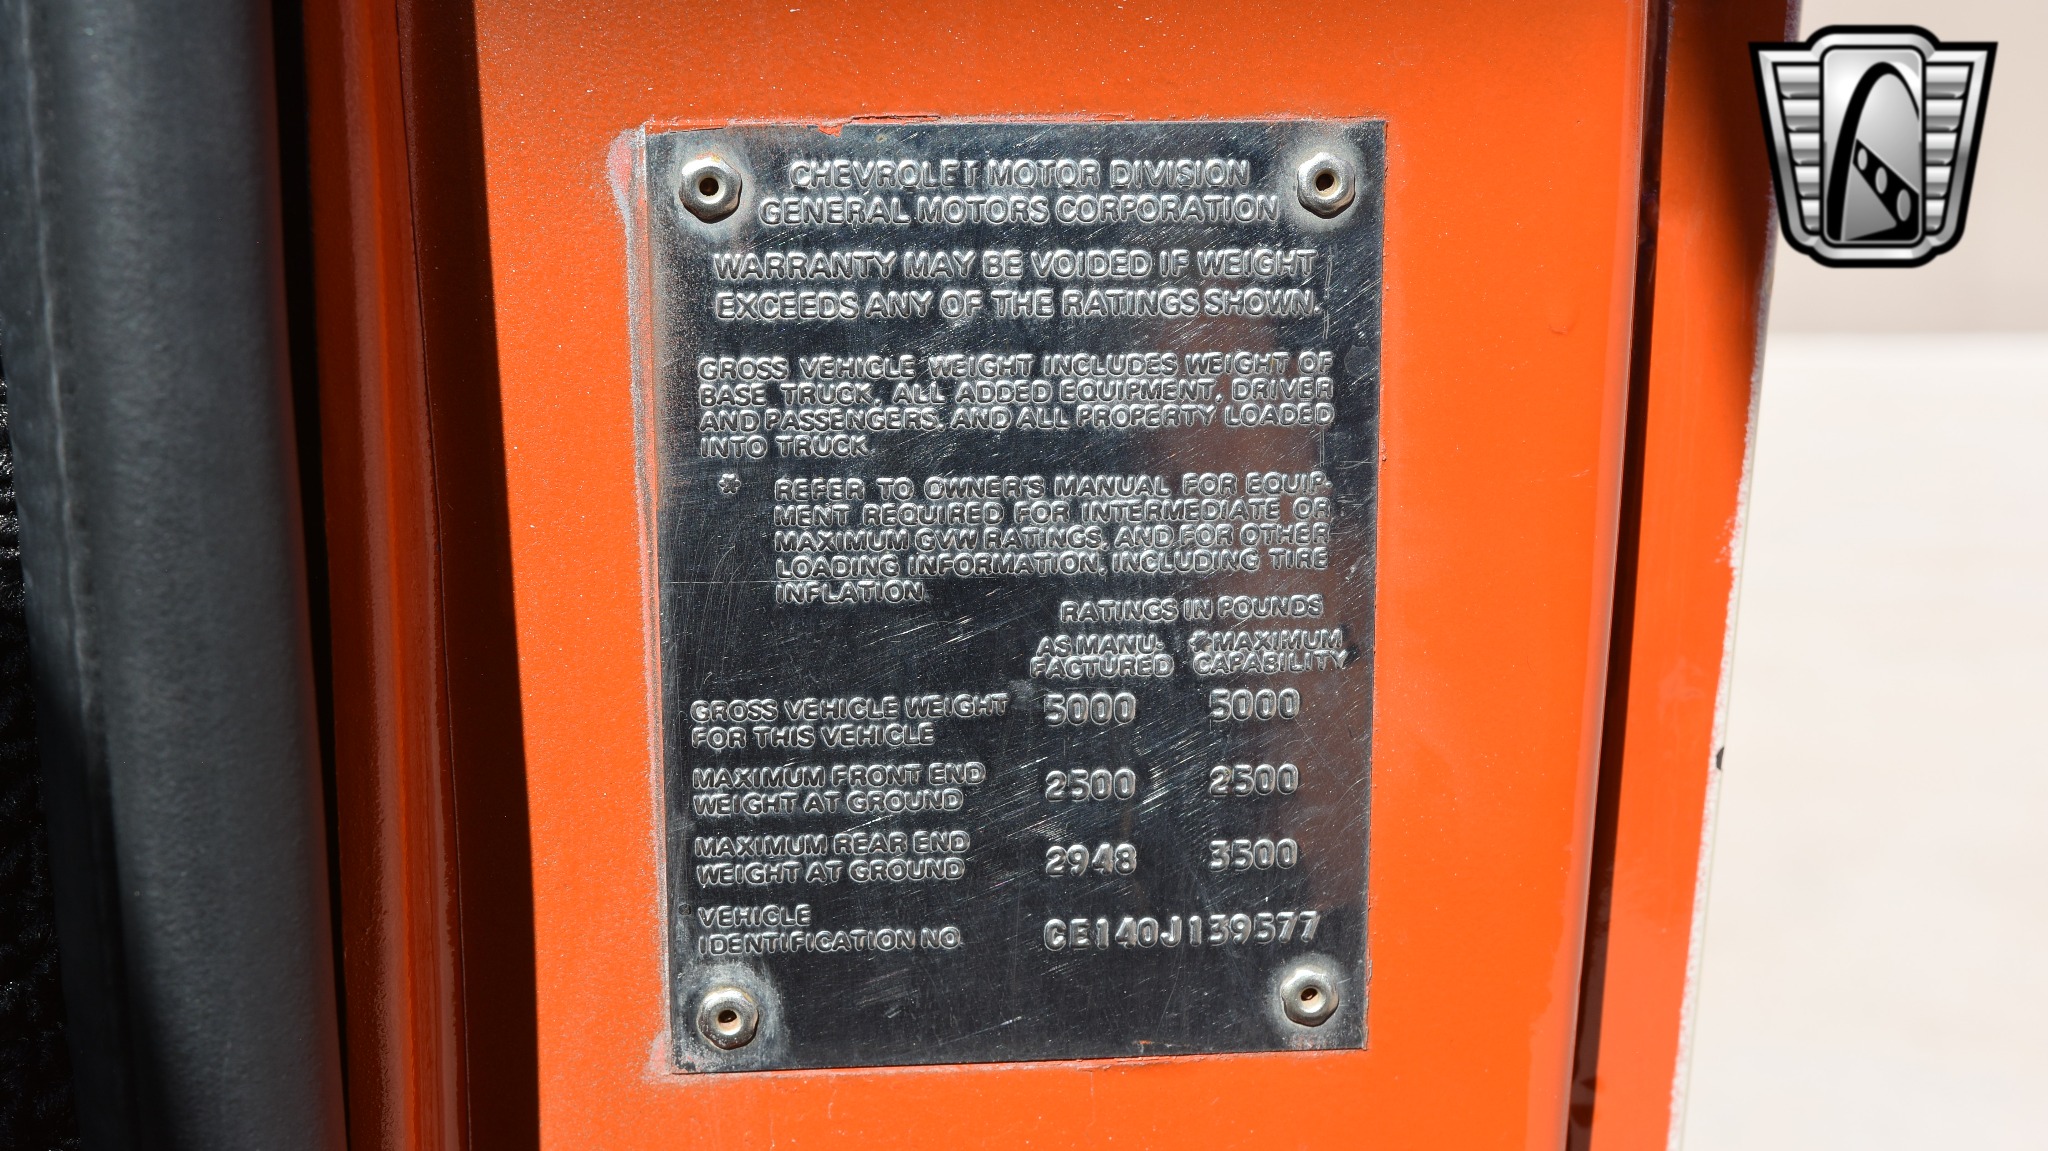 CHEVROLET MOTOR DIVISION
GENERAL MOTORS CORPORATION
WARRANTY MAY BE VOIDED IF WEIGHT
EXCEEDS ANY OF THE RATINGS SHOWN.
GROSS VEHICLE WEIGHT INCLUDES WEIGHT OF
BASE TRUCK, ALL ADDED EQUIPMENT, DRIVER
AND PASSENGERS, AND ALL PROPERTY LOADED
INTO TRUCK.
* REFER TO OWNER'S MANUAL FOR EQUIP-
MENT REQUIRED FOR INTERMEDIATE OR
MAXIMUM GVW RATINGS, AND FOR OTHER
LOADING INFORMATION, INCLUDING TIRE
INFLATION.
RATINGS IN POUNDS
AS MANU- *MAXIMUM
FACTURED CAPABILITY
GROSS VEHICLE WEIGHT 5000 5000
FOR THIS VEHICLE
MAXIMUM FRONT END 2500 2500
WEIGHT AT GROUND
MAXIMUM REAR END 2948 3500
WEIGHT AT GROUND
VEHICLE
IDENTIFICATION NO. CE140J139577